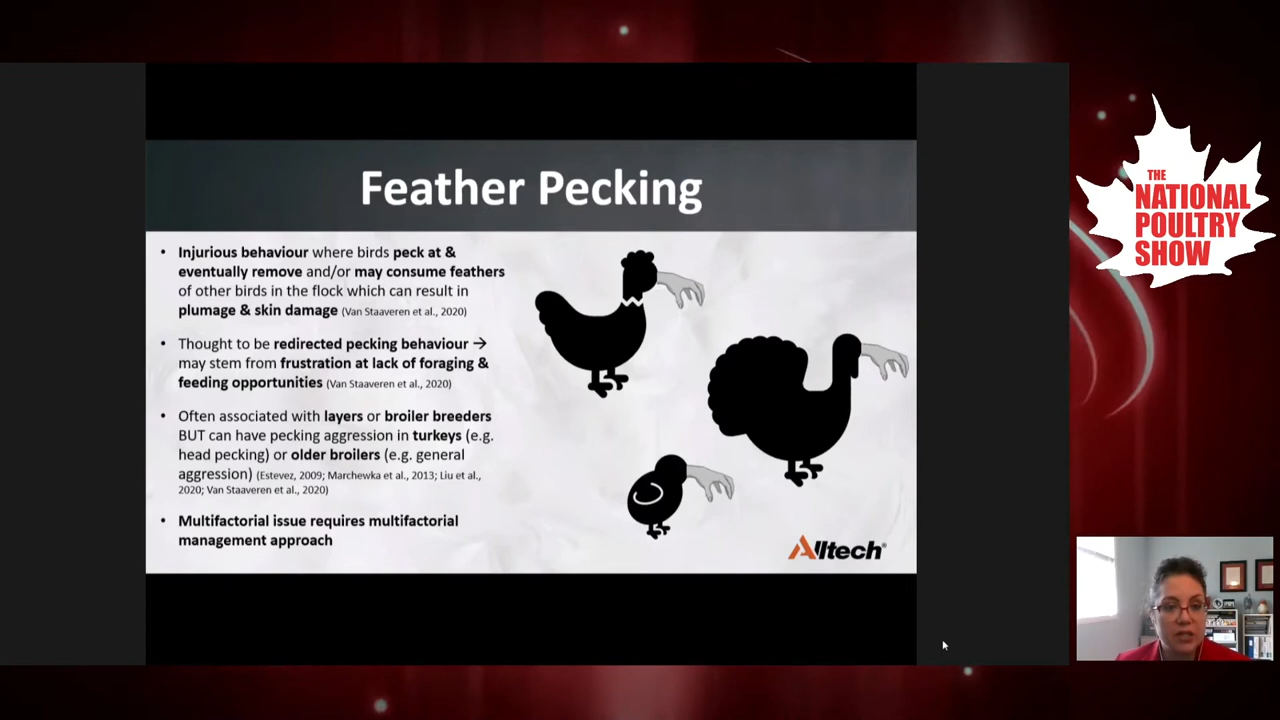 Feather Pecking
• Injurious behaviour where birds peck at &
eventually remove and/or may consume feathers
of other birds in the flock which can result in
plumage & skin damage (Van Staaveren et al., 2020)
• Thought to be redirected pecking behaviour →
may stem from frustration at lack of foraging &
feeding opportunities (Van Staaveren et al., 2020)
• Often associated with layers or broiler breeders
BUT can have pecking aggression in turkeys (e.g.
head pecking) or older broilers (e.g. general
aggression) (Estevez, 2009; Marchewka et al., 2013; Liu et al.,
2020; Van Staaveren et al., 2020)
• Multifactorial issue requires multifactorial
management approach
Alltech®
THE
NATIONAL
POULTRY
SHOW